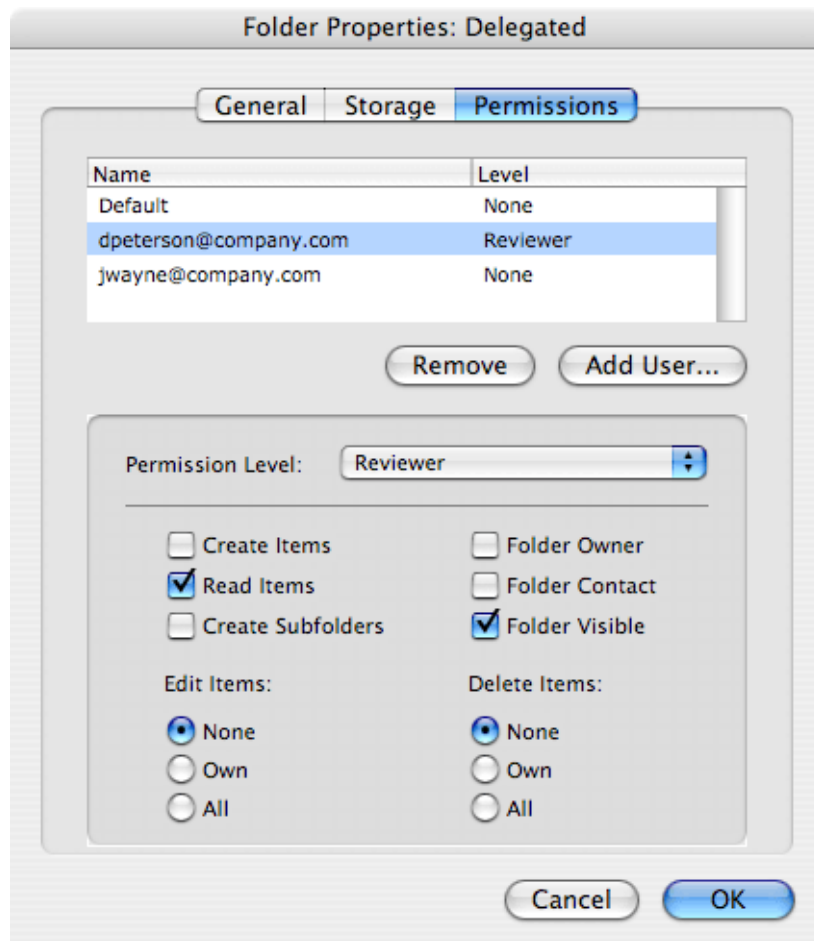 Folder Properties: Delegated
General Storage Permissions
Name Level
Default None
dpeterson@company.com Reviewer
jwayne@company.com None
Remove Add User...
Permission Level: Reviewer
Create Items Folder Owner
Read Items Folder Contact
Create Subfolders Folder Visible
Edit Items: Delete Items:
None None
Own Own
All All
Cancel OK